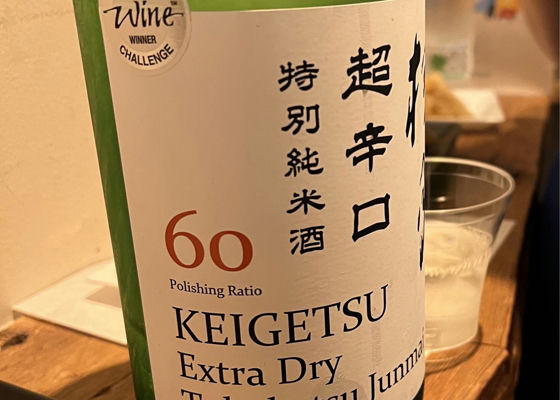 Wine
WINNER
CHALLENGE
超辛口
特別純米酒
60
Polishing Ratio
KEIGETSU
Extra Dry